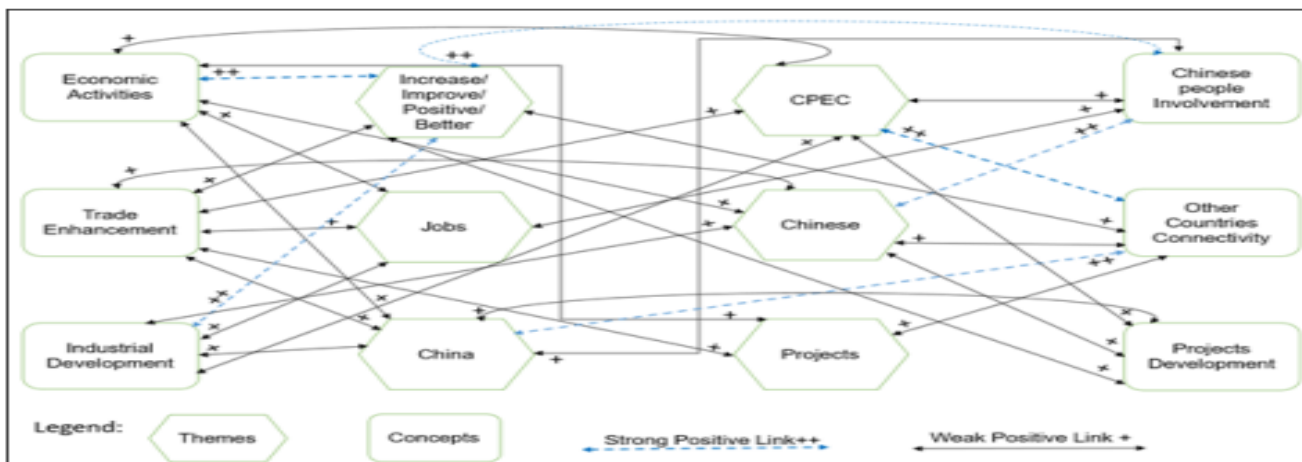 Economic
Activities
Increase/
Improve/
Positive/
Better
CPEC
Chinese
people
Involvement
Trade
Enhancement
Jobs
Chinese
Other
Countries
Connectivity
Industrial
Development
China
Projects
Projects
Development
+
++
++
+
+
++
++
+
+
+
+
+
+
+
+
+
+
++
++
+
+
+
+
+
+
+
+
+
+
+
Legend:
Themes
Concepts
Strong Positive Link++
Weak Positive Link +